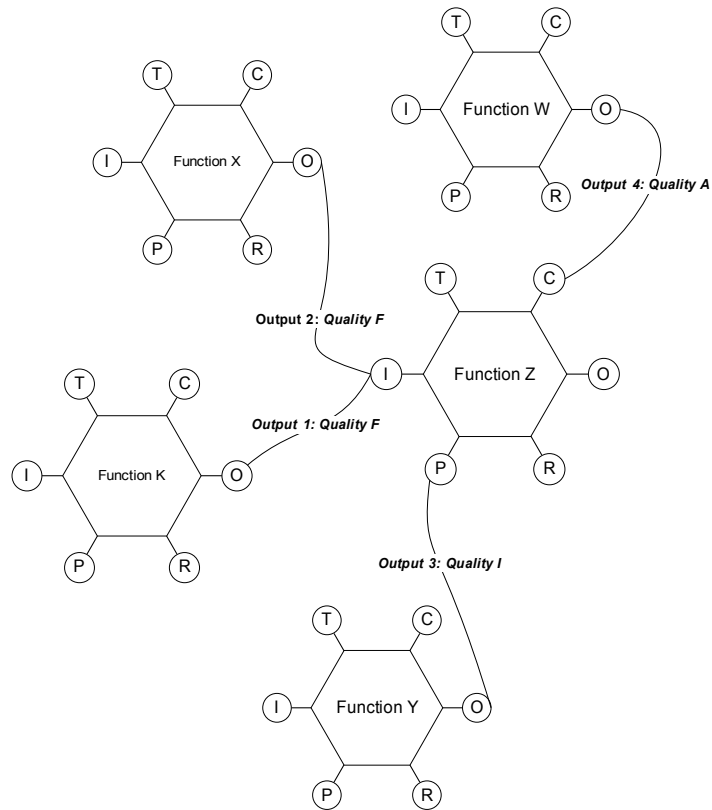 T
C
I
Function W
O
P
R
T
C
I
Function X
O
P
R
Output 4: Quality A
T
C
I
Function Z
O
P
R
Output 2: Quality F
Output 1: Quality F
T
C
I
Function K
O
P
R
Output 3: Quality I
T
C
I
Function Y
O
P
R